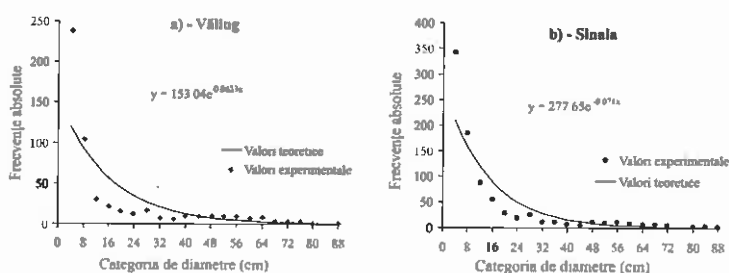 a) - Văliug
250
200
150
100
50
0
Frecvențe absolute
y = 153 04e
Valori teoretice
Valori experimentale
0 8 16 24 32 40 48 56 64 72 80 88
Categoria de diametre (cm)
b) - Sinaia
400
350
300
250
200
150
100
50
0
Frecvențe absolute
y = 277 65e
Valori experimentale
Valori teoretice
0 8 16 24 32 40 48 56 64 72 80 88
Categoria de diametre (cm)